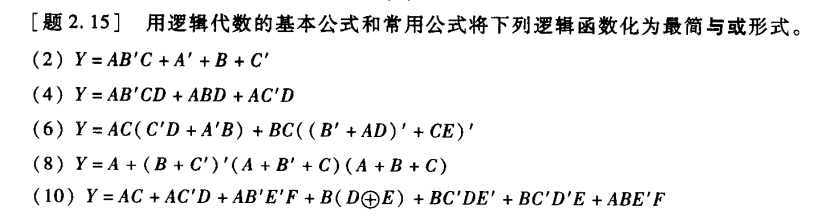 [题2.15] 用逻辑代数的基本公式和常用公式将下列逻辑函数化为最简与或形式。
(2) Y = AB′C + A′ + B + C′
(4) Y = AB′CD + ABD + AC′D
(6) Y = AC(C′D + A′B) + BC((B′ + AD)′ + CE)′
(8) Y = A + (B + C′)′(A + B′ + C)(A + B + C)
(10) Y = AC + AC′D + AB′E′F + B(D⊕E) + BC′DE′ + BC′D′E + ABE′F